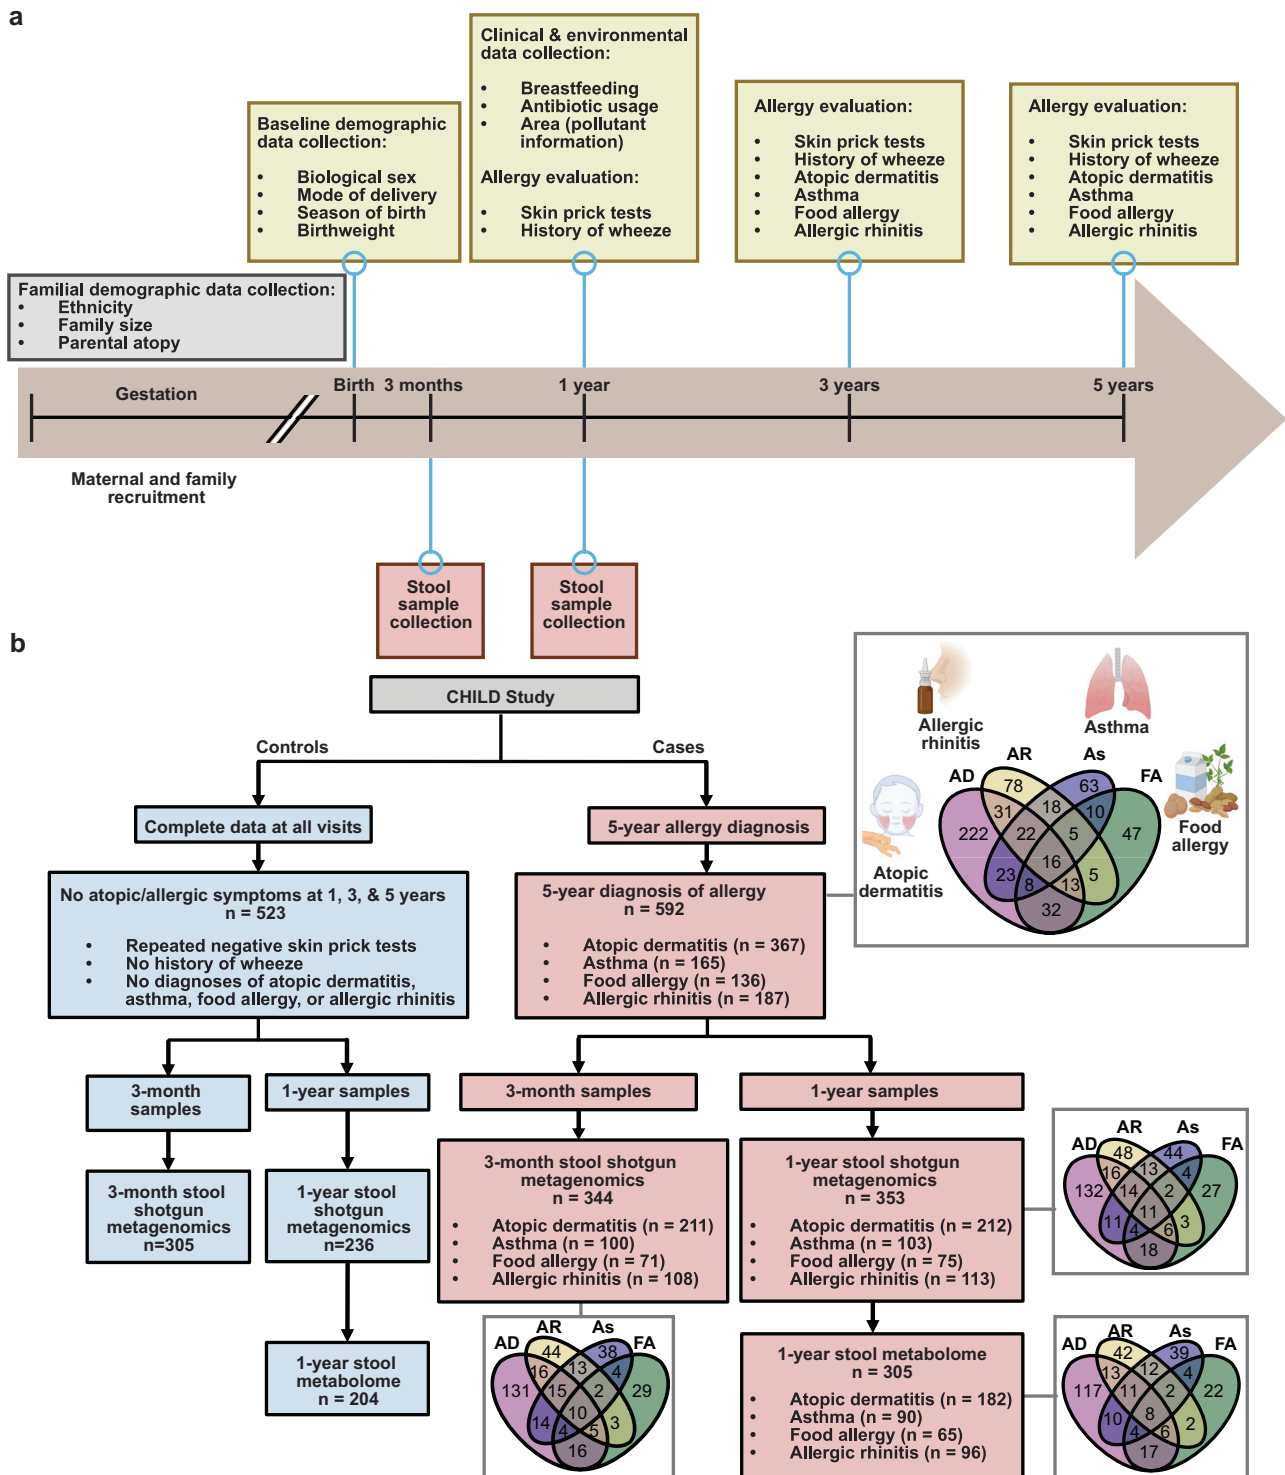 a
Clinical & environmental
data collection:
• Breastfeeding
• Antibiotic usage
• Area (pollutant
information)
Allergy evaluation:
• Skin prick tests
• History of wheeze
Baseline demographic
data collection:
• Biological sex
• Mode of delivery
• Season of birth
• Birthweight
Allergy evaluation:
• Skin prick tests
• History of wheeze
• Atopic dermatitis
• Asthma
• Food allergy
• Allergic rhinitis
Allergy evaluation:
• Skin prick tests
• History of wheeze
• Atopic dermatitis
• Asthma
• Food allergy
• Allergic rhinitis
Familial demographic data collection:
• Ethnicity
• Family size
• Parental atopy
Gestation
Birth
3 months
1 year
3 years
5 years
Maternal and family
recruitment
Stool
sample
collection
Stool
sample
collection
b
CHILD Study
Controls
Cases
Complete data at all visits
5-year allergy diagnosis
No atopic/allergic symptoms at 1, 3, & 5 years
n = 523
• Repeated negative skin prick tests
• No history of wheeze
• No diagnoses of atopic dermatitis,
asthma, food allergy, or allergic rhinitis
5-year diagnosis of allergy
n = 592
• Atopic dermatitis (n = 367)
• Asthma (n = 165)
• Food allergy (n = 136)
• Allergic rhinitis (n = 187)
Allergic
rhinitis
Asthma
Atopic
dermatitis
Food
allergy
AD
AR
As
FA
78
63
31
18
10
222
22
5
47
16
23
8
13
5
32
3-month
samples
1-year samples
3-month samples
1-year samples
3-month stool
shotgun
metagenomics
n=305
1-year stool
shotgun
metagenomics
n=236
1-year stool
metabolome
n = 204
3-month stool shotgun
metagenomics
n = 344
• Atopic dermatitis (n = 211)
• Asthma (n = 100)
• Food allergy (n = 71)
• Allergic rhinitis (n = 108)
1-year stool shotgun
metagenomics
n = 353
• Atopic dermatitis (n = 212)
• Asthma (n = 103)
• Food allergy (n = 75)
• Allergic rhinitis (n = 113)
AD
AR
As
FA
48
44
16
13
4
132
14
2
27
11
11
4
6
3
18
AD
AR
As
FA
44
38
16
13
4
131
15
2
29
10
14
4
5
3
16
1-year stool metabolome
n = 305
• Atopic dermatitis (n = 182)
• Asthma (n = 90)
• Food allergy (n = 65)
• Allergic rhinitis (n = 96)
AD
AR
As
FA
42
39
13
12
4
117
11
2
22
8
10
4
6
2
17